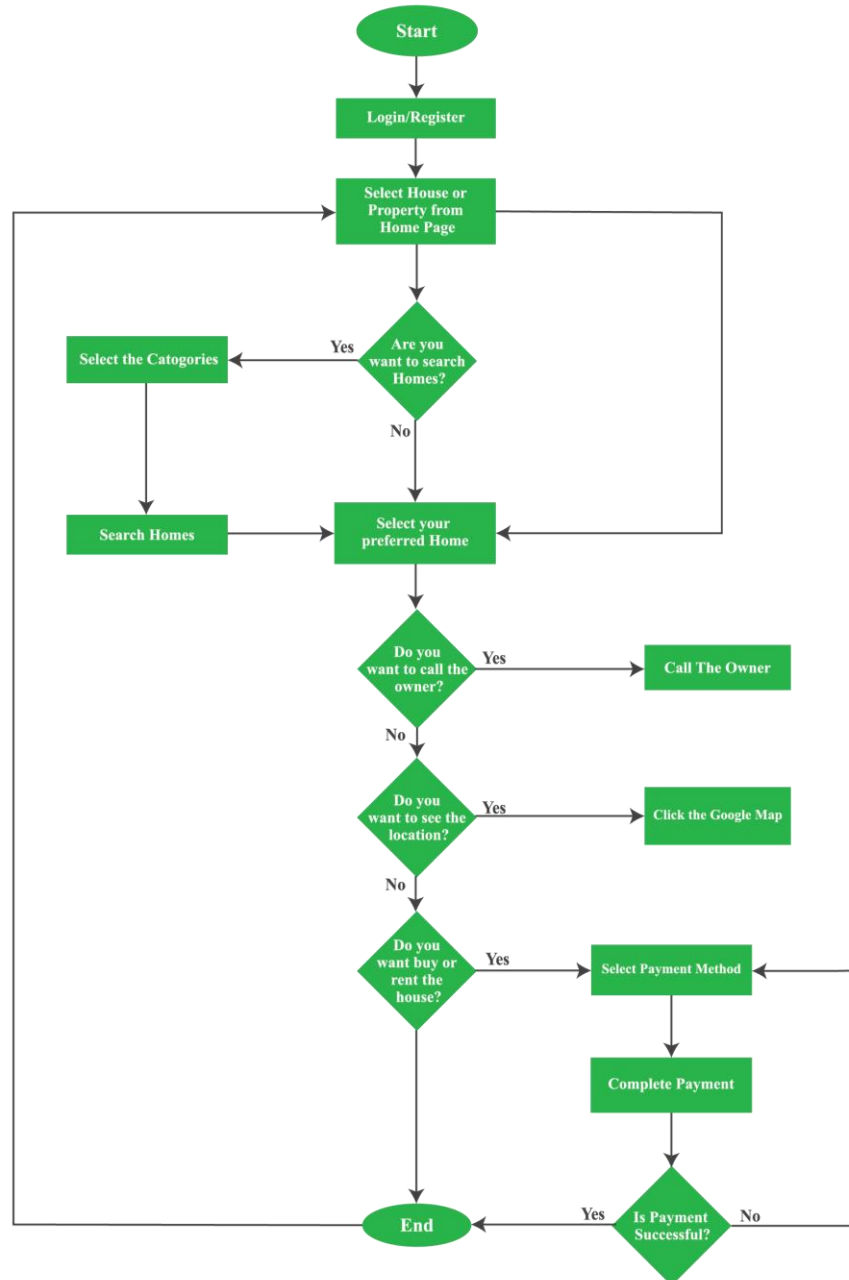 Start
Login/Register
Select House or
Property from
Home Page
Are you
want to search
Homes?
Yes
Select the Catogories
No
Search Homes
Select your
preferred Home
Do you
want to call the
owner?
Yes
Call The Owner
No
Do you
want to see the
location?
Yes
Click the Google Map
No
Do you
want buy or
rent the
house?
Yes
Select Payment Method
Complete Payment
Is Payment
Successful?
Yes
No
End